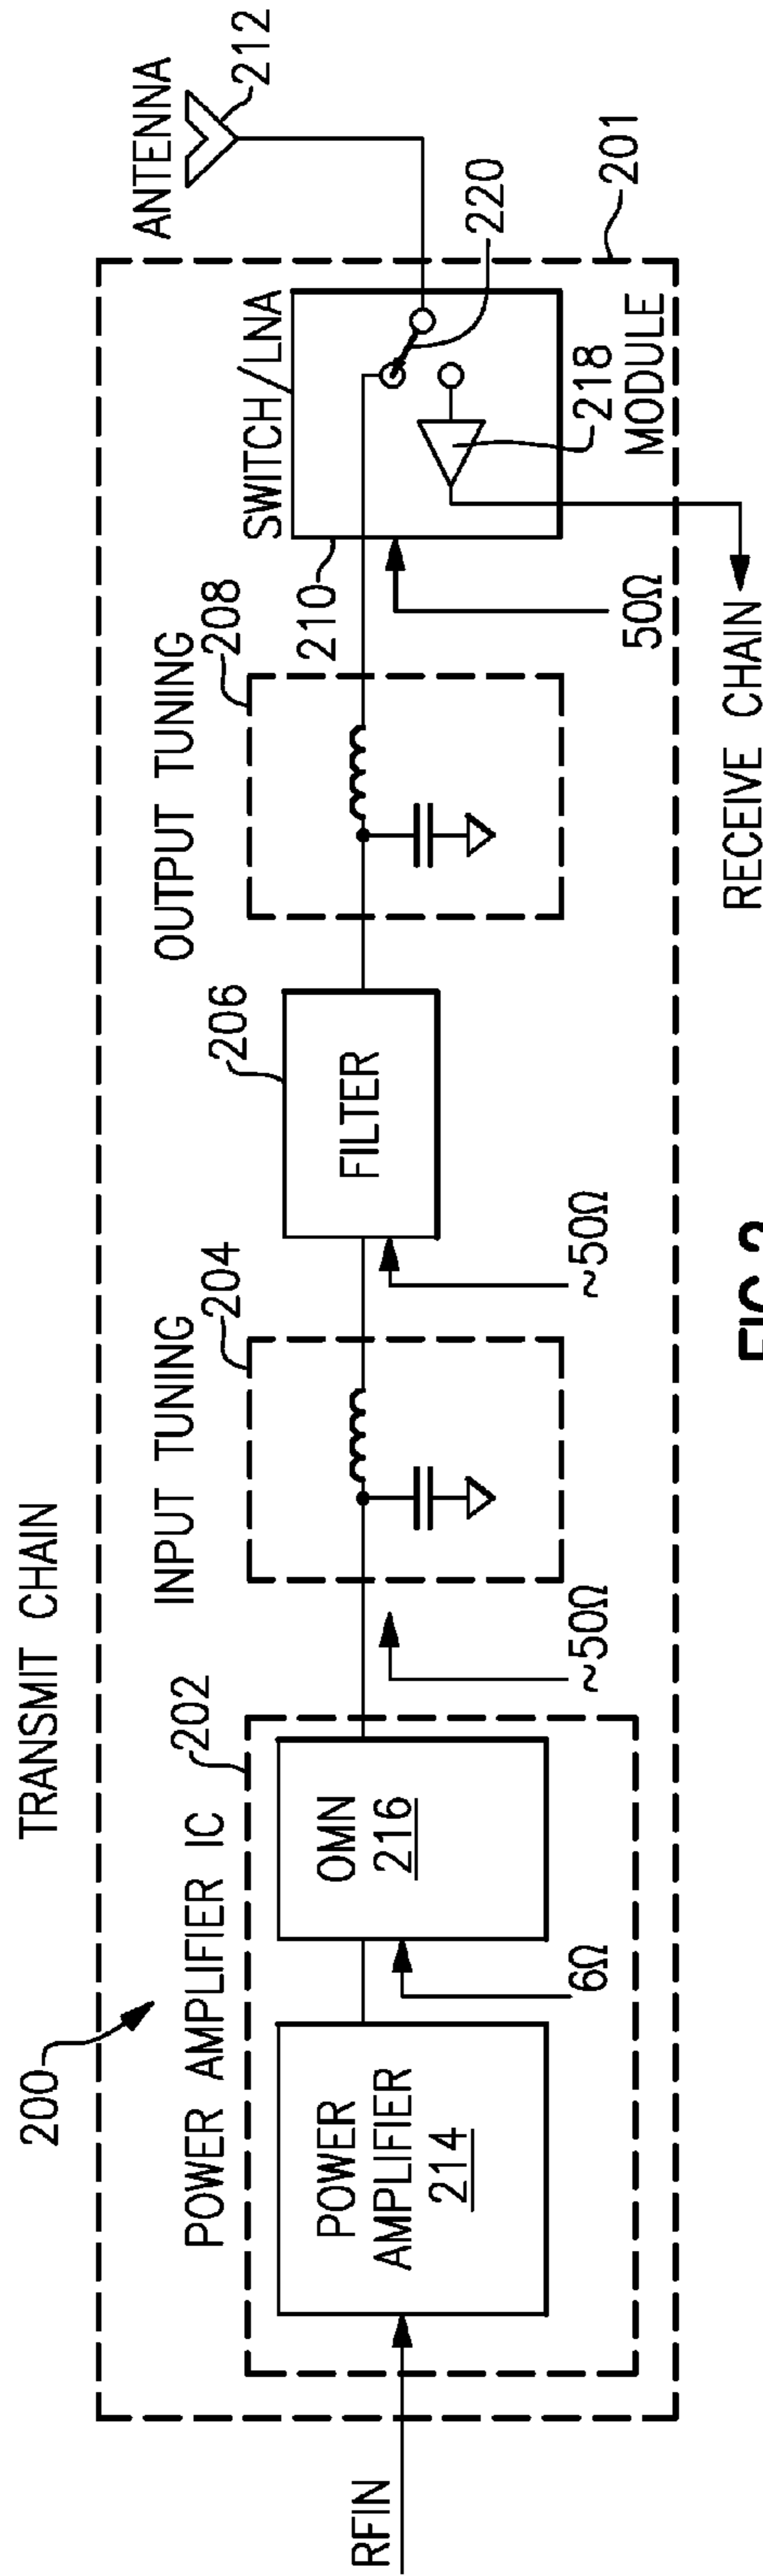 TRANSMIT CHAIN
200
POWER AMPLIFIER IC
202
INPUT TUNING
204
206
OUTPUT TUNING
208
210
SWITCH/LNA
ANTENNA
212
RFIN
POWER
AMPLIFIER
214
6Ω
OMN
216
~50Ω
~50Ω
FILTER
50Ω
220
218
MODULE
201
RECEIVE CHAIN
FIG.2